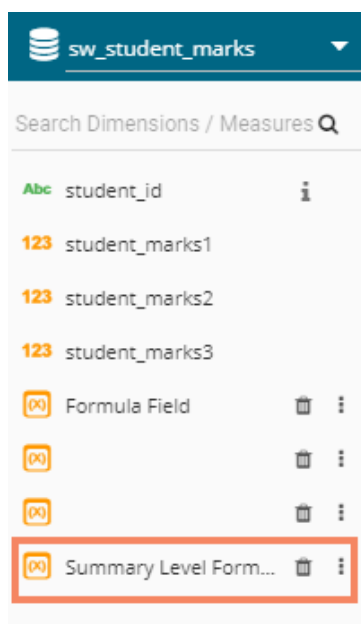 sw_student_marks
Search Dimensions / Measures
Abc student_id i
123 student_marks1
123 student_marks2
123 student_marks3
(x) Formula Field
(x)
(x)
(x) Summary Level Form...